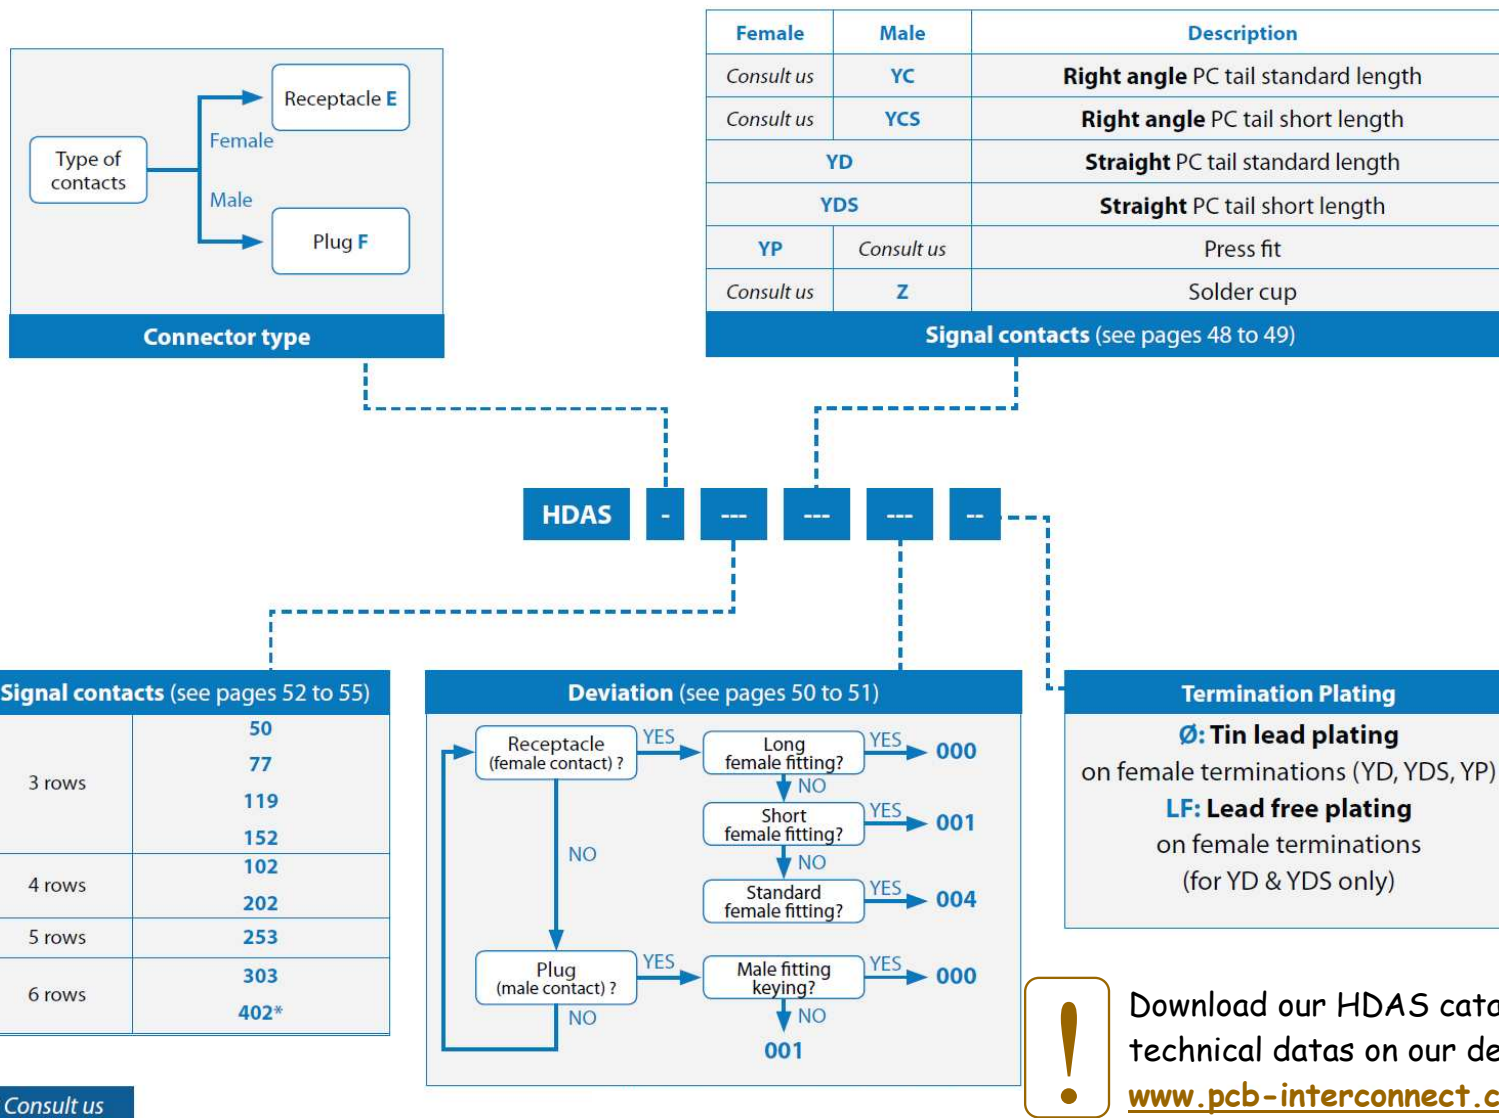 Type of
contacts
Female
Receptacle E
Male
Plug F
Connector type
Female Male Description
Consult us YC Right angle PC tail standard length
Consult us YCS Right angle PC tail short length
YD Straight PC tail standard length
YDS Straight PC tail short length
YP Consult us Press fit
Consult us Z Solder cup
Signal contacts (see pages 48 to 49)
HDAS - --- --- --- --
Signal contacts (see pages 52 to 55)
3 rows
50
77
119
152
4 rows
102
202
5 rows 253
6 rows
303
402*
Consult us
Deviation (see pages 50 to 51)
Receptacle
(female contact) ?
YES
Long
female fitting?
YES
000
NO
Short
female fitting?
YES
001
NO
NO
Standard
female fitting?
YES
004
Plug
(male contact) ?
YES
Male fitting
keying?
YES
000
NO
NO
001
Termination Plating
Ø: Tin lead plating
on female terminations (YD, YDS, YP)
LF: Lead free plating
on female terminations
(for YD & YDS only)
!
Download our HDAS cata
technical datas on our de
www.pcb-interconnect.c